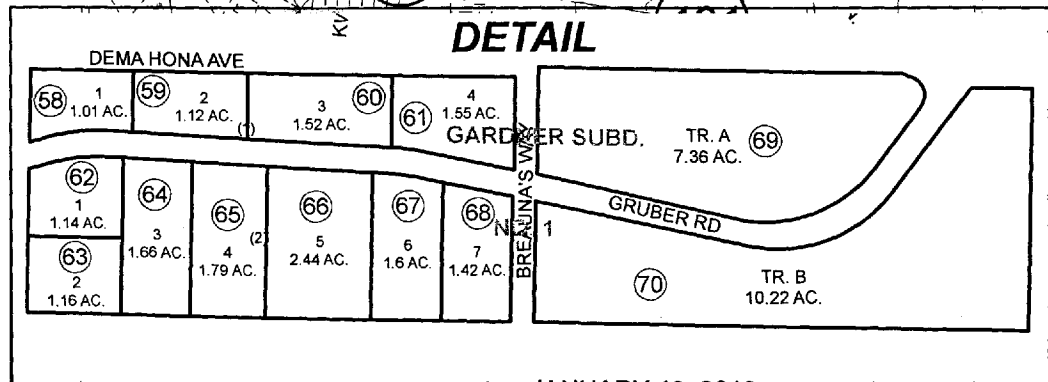 KV
DETAIL
DEMA HONA AVE
58 1 1.01 AC.
59 2 1.12 AC.
3 60 1.52 AC.
61 4 1.55 AC.
(1)
GARDNER SUBD.
NO. 1
TR. A 69
7.36 AC.
BREAUNA'S WAY
GRUBER RD
62
1
1.14 AC.
63
2
1.16 AC.
64
3
1.66 AC.
65
(2)
4
1.79 AC.
66
5
2.44 AC.
67
6
1.6 AC.
68
7
1.42 AC.
70
TR. B
10.22 AC.